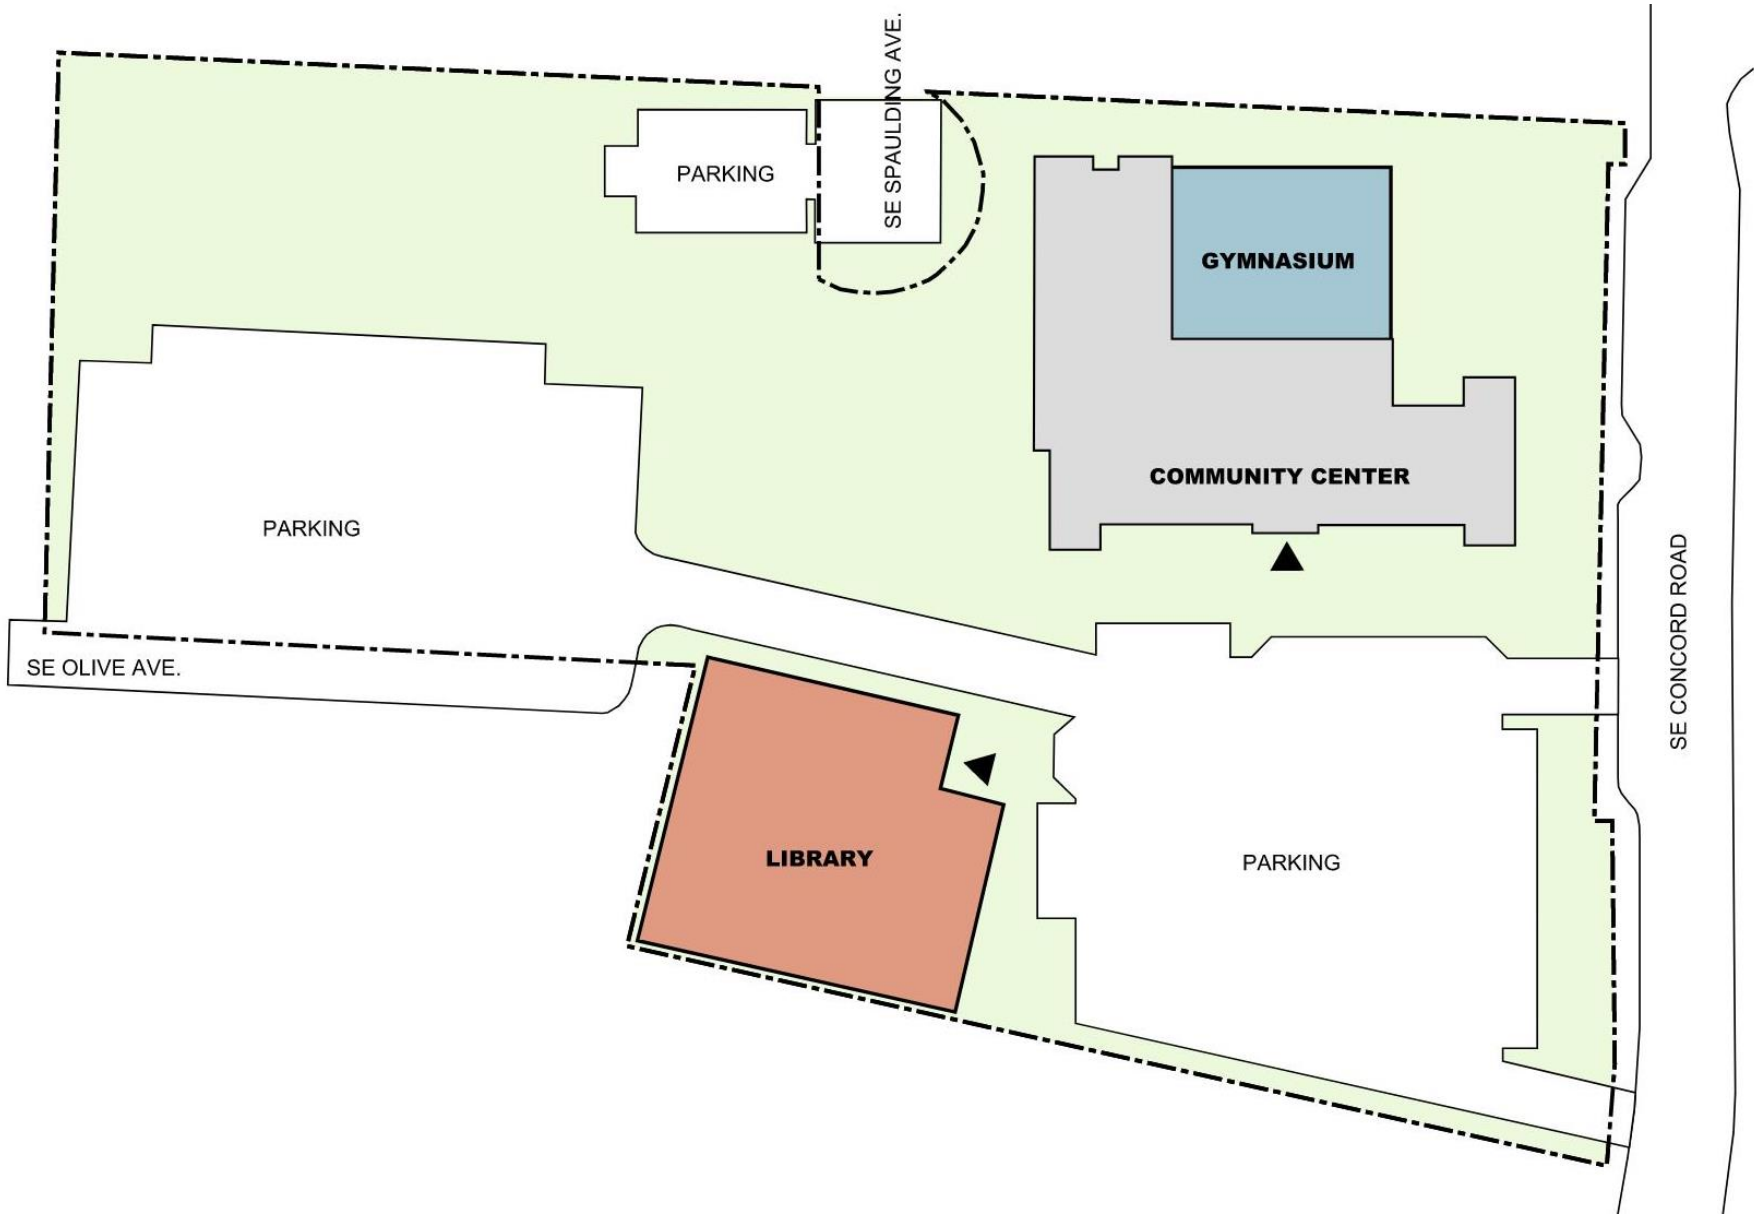 SE SPAULDING AVE.
PARKING
GYMNASIUM
COMMUNITY CENTER
PARKING
SE CONCORD ROAD
SE OLIVE AVE.
LIBRARY
PARKING